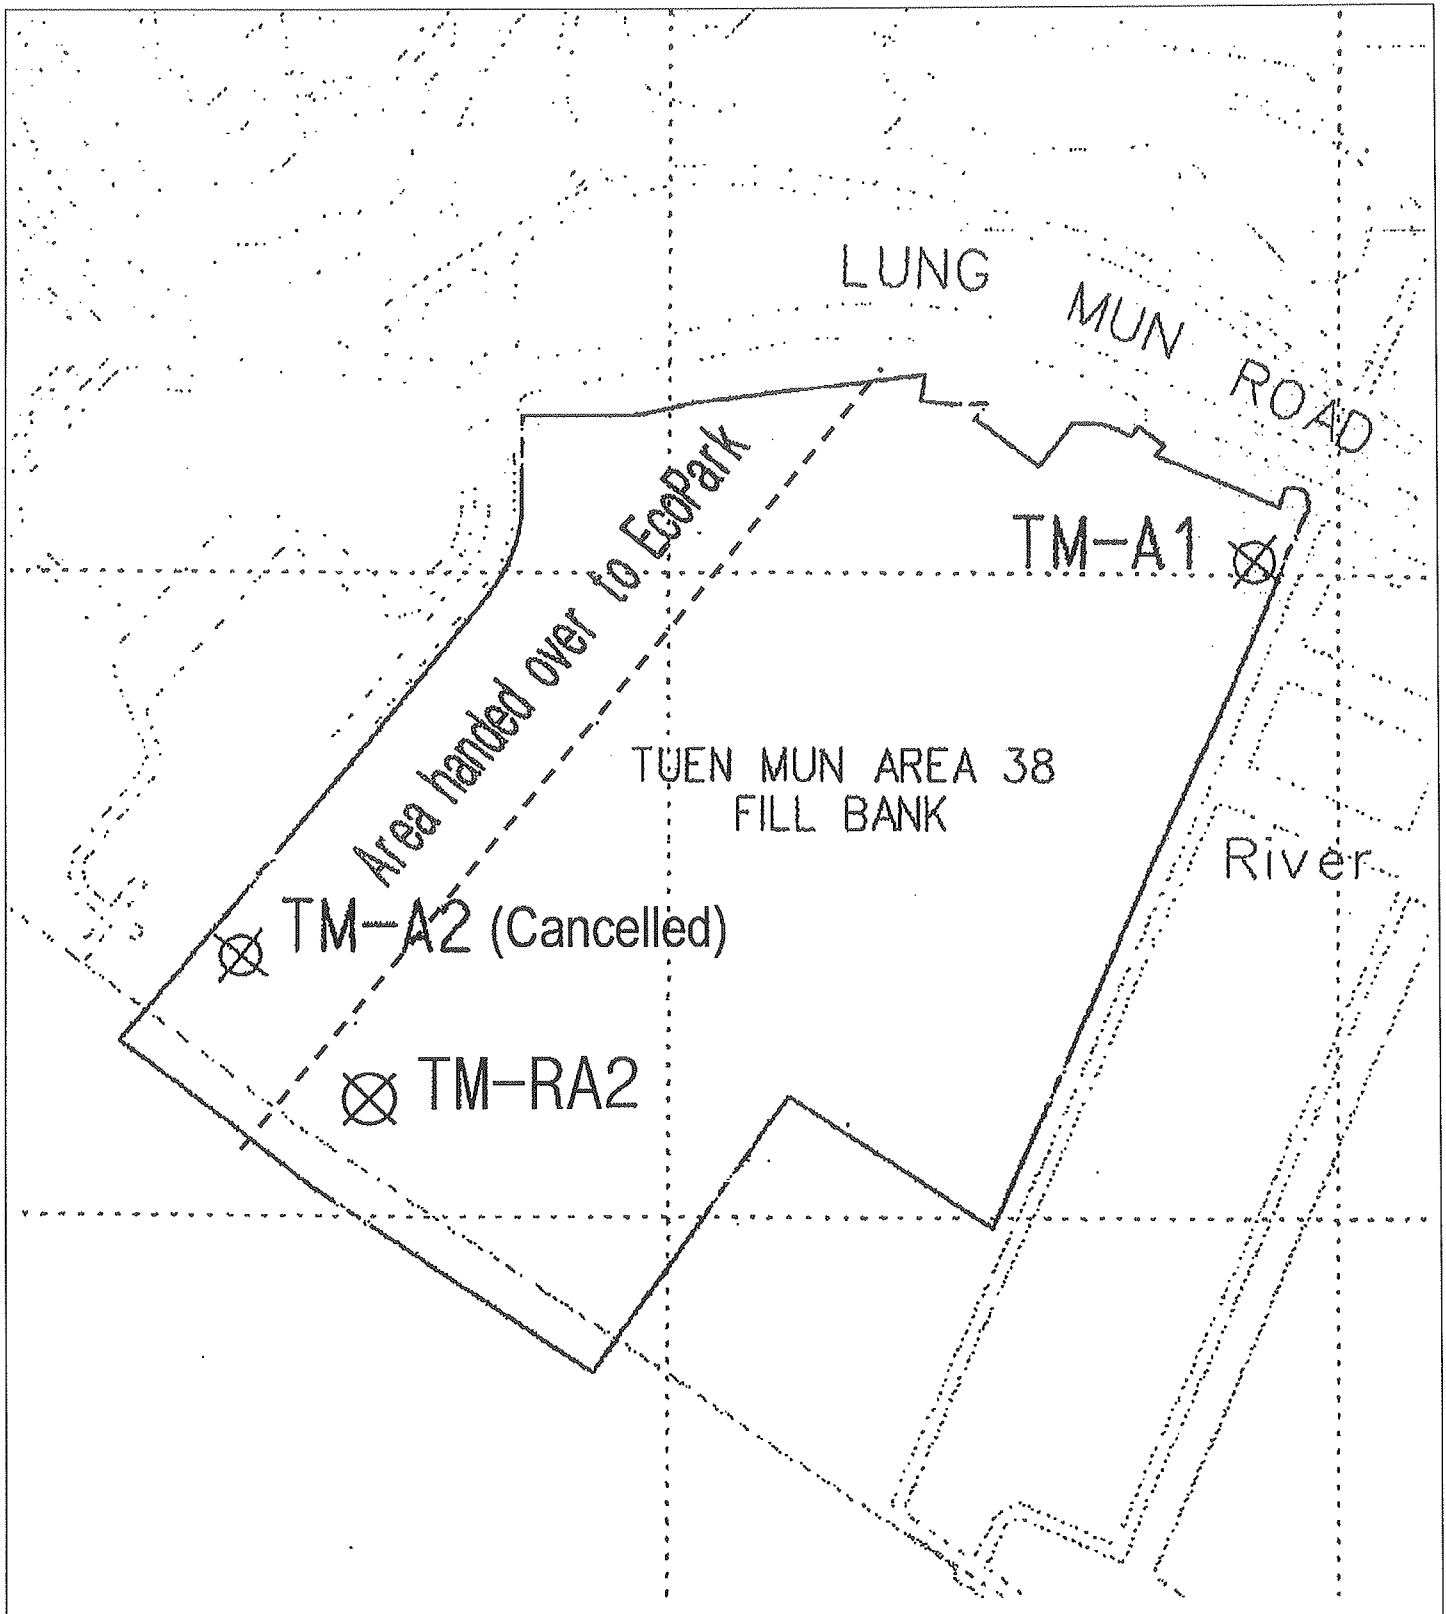 LUNG
MUN
ROAD
Area handed over to EcoPark
TM-A1
TUEN MUN AREA 38
FILL BANK
River
TM-A2 (Cancelled)
TM-RA2